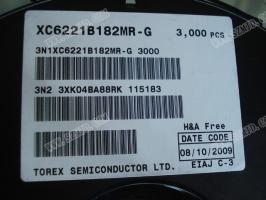 XC6221B182MR-G 3,000 PCS
3N1XC6221B182MR-G 3000
3N2 3XK04BA88RK 115183
H&A Free
DATE CODE
08/10/2009
TOREX SEMICONDUCTOR LTD. EIAJ C-3